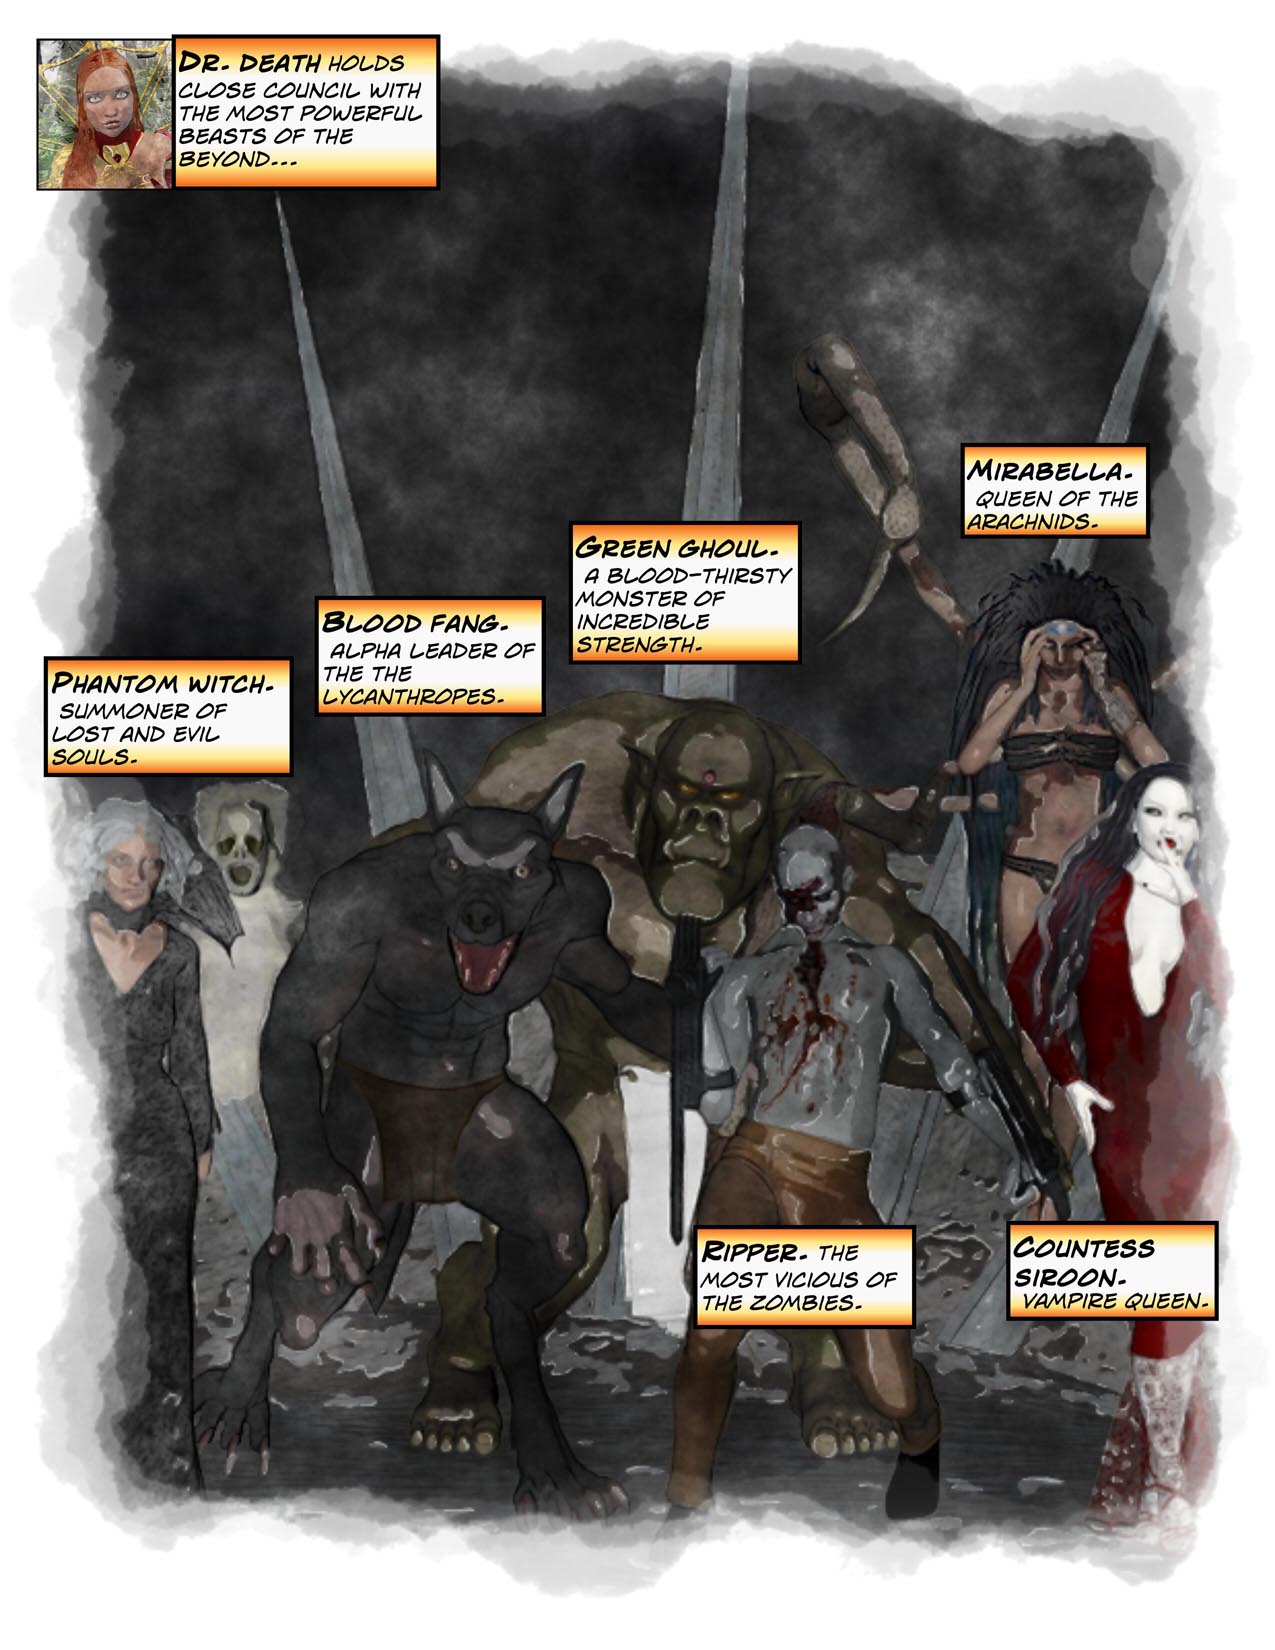 DR. DEATH HOLDS
CLOSE COUNCIL WITH
THE MOST POWERFUL
BEASTS OF THE
BEYOND...
MIRABELLA.
QUEEN OF THE
ARACHNIDS.
GREEN GHOUL.
A BLOOD-THIRSTY
MONSTER OF
INCREDIBLE
STRENGTH.
BLOOD FANG.
ALPHA LEADER OF
THE THE
LYCANTHROPES.
PHANTOM WITCH.
SUMMONER OF
LOST AND EVIL
SOULS.
RIPPER. THE
MOST VICIOUS OF
THE ZOMBIES.
COUNTESS
SIROON.
VAMPIRE QUEEN.